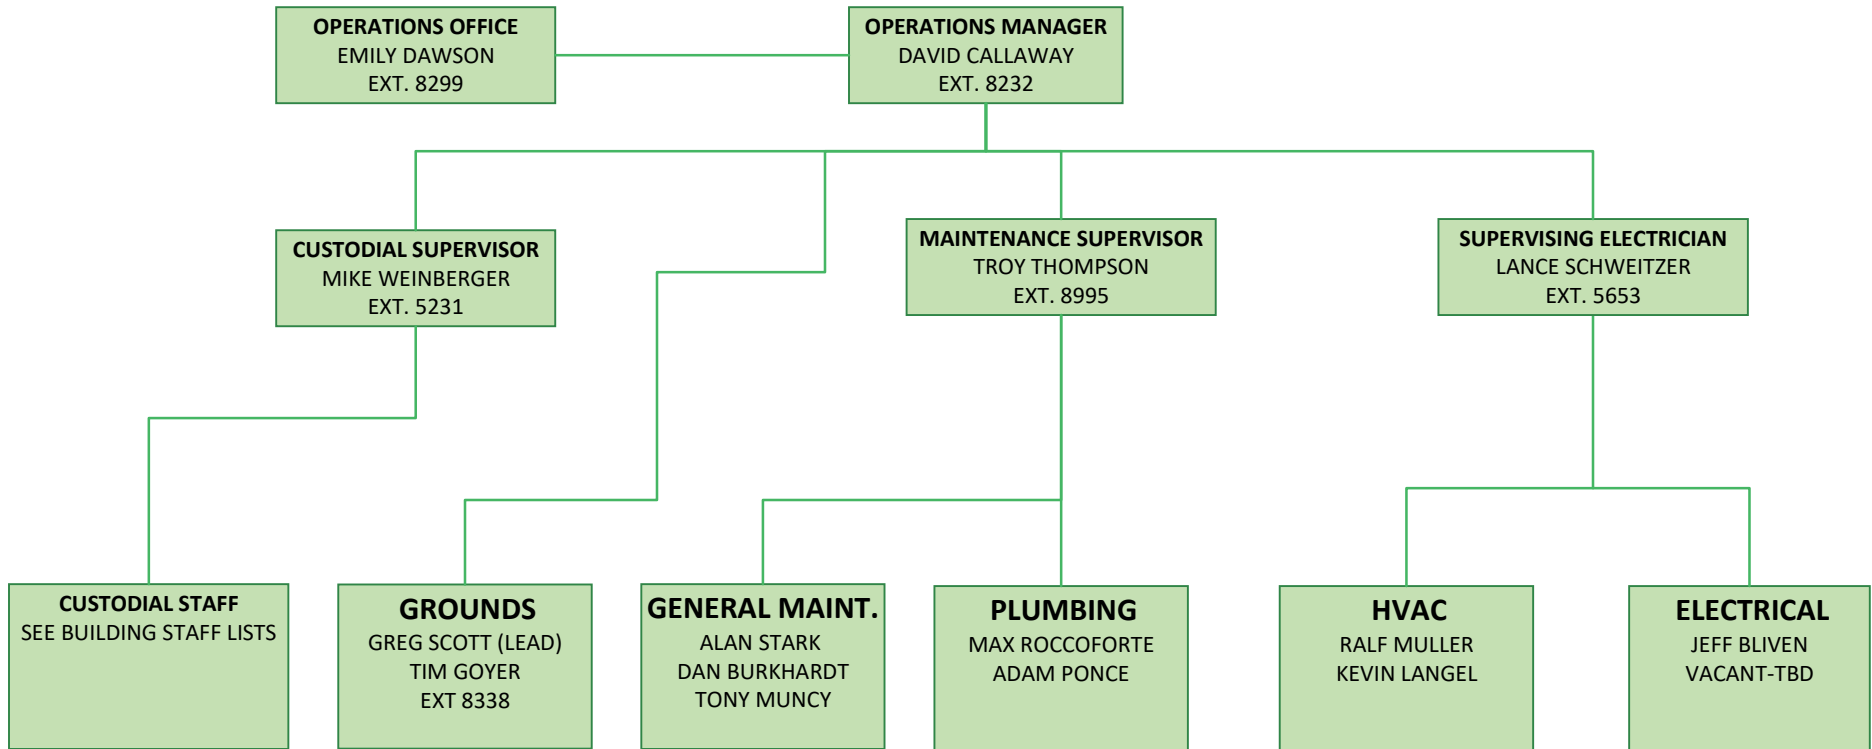 OPERATIONS OFFICE
EMILY DAWSON
EXT. 8299
OPERATIONS MANAGER
DAVID CALLAWAY
EXT. 8232
CUSTODIAL SUPERVISOR
MIKE WEINBERGER
EXT. 5231
MAINTENANCE SUPERVISOR
TROY THOMPSON
EXT. 8995
SUPERVISING ELECTRICIAN
LANCE SCHWEITZER
EXT. 5653
CUSTODIAL STAFF
SEE BUILDING STAFF LISTS
GROUNDS
GREG SCOTT (LEAD)
TIM GOYER
EXT 8338
GENERAL MAINT.
ALAN STARK
DAN BURKHARDT
TONY MUNCY
PLUMBING
MAX ROCCOFORTE
ADAM PONCE
HVAC
RALF MULLER
KEVIN LANGEL
ELECTRICAL
JEFF BLIVEN
VACANT-TBD